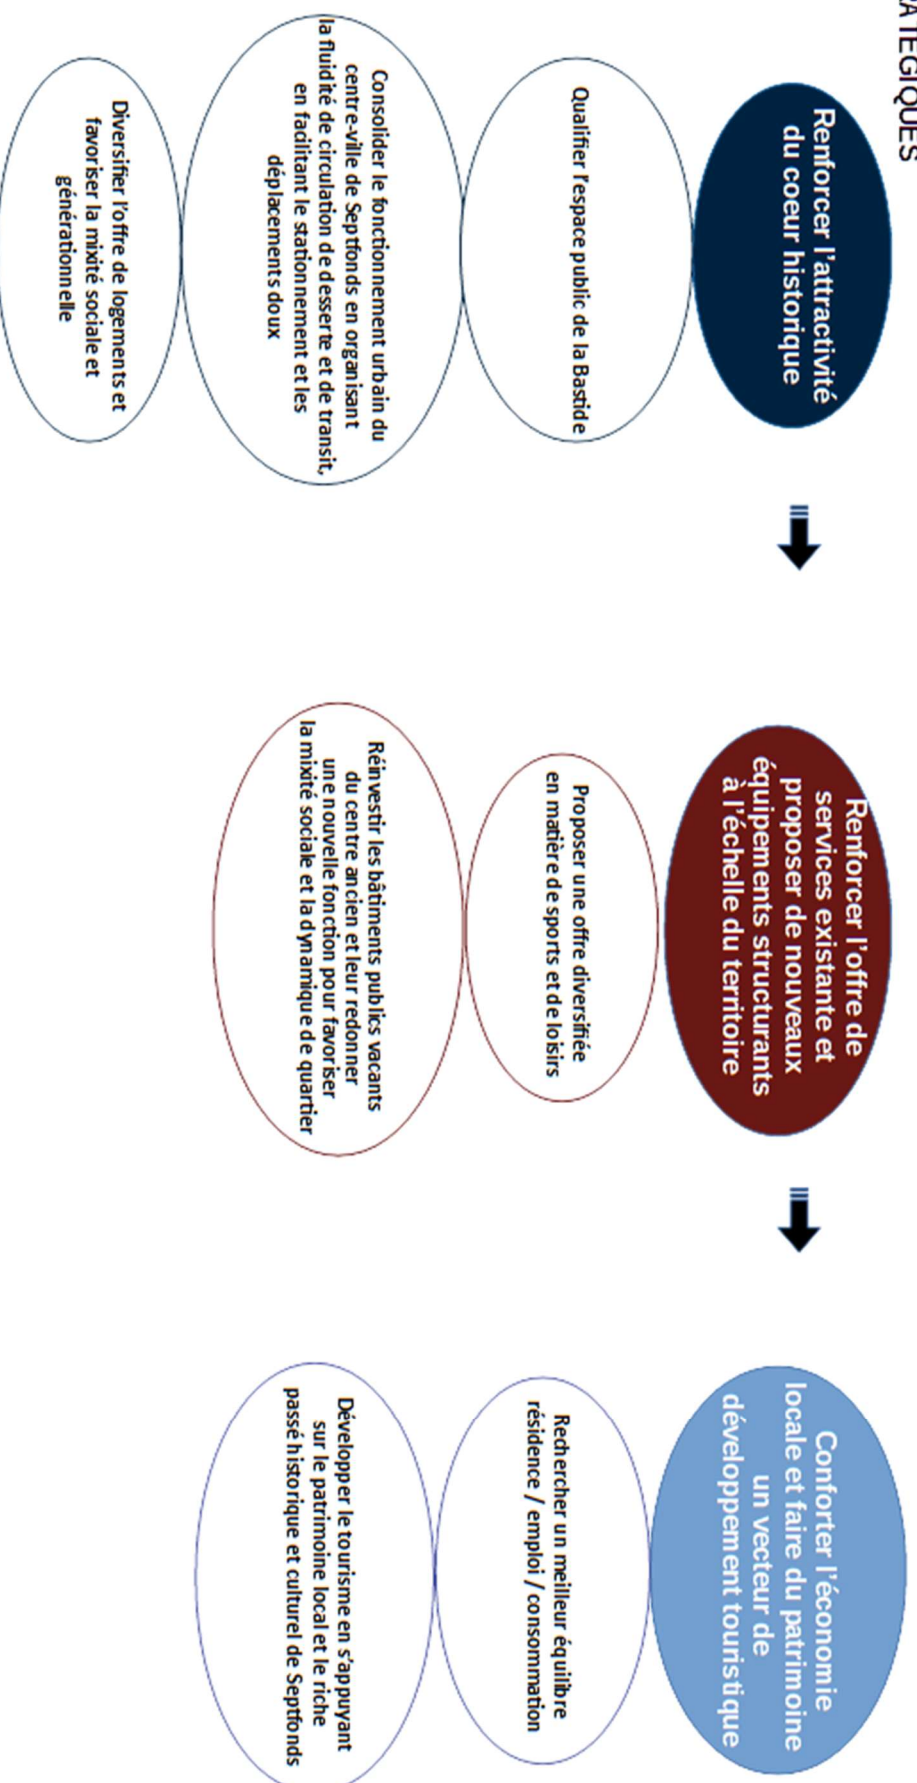 Renforcer l'attractivité
du coeur historique
Qualifier l'espace public de la Bastide
Consolider le fonctionnement urbain du
centre-ville de Septfonds en organisant
la fluidité de circulation de desserte et de transit,
en facilitant le stationnement et les
déplacements doux
Diversifier l'offre de logements et
favoriser la mixité sociale et
générationnelle
Renforcer l'offre de
services existante et
proposer de nouveaux
équipements structurants
à l'échelle du territoire
Proposer une offre diversifiée
en matière de sports et de loisirs
Réinvestir les bâtiments publics vacants
du centre ancien et leur redonner
une nouvelle fonction pour favoriser
la mixité sociale et la dynamique de quartier
Conforter l'économie
locale et faire du patrimoine
un vecteur de
développement touristique
Rechercher un meilleur équilibre
résidence / emploi / consommation
Développer le tourisme en s'appuyant
sur le patrimoine local et le riche
passé historique et culturel de Septfonds